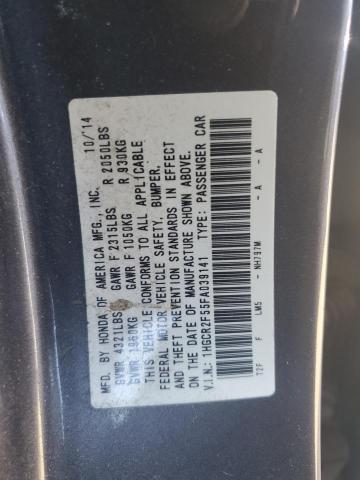 MFD. BY HONDA OF AMERICA MFG., INC. 10/'14
GVWR 4321LBS GAWR F 2315LBS R 2050LBS
GVWR 1960KG GAWR F 1050KG R 930KG
THIS VEHICLE CONFORMS TO ALL APPLICABLE
FEDERAL MOTOR VEHICLE SAFETY, BUMPER,
AND THEFT PREVENTION STANDARDS IN EFFECT
ON THE DATE OF MANUFACTURE SHOWN ABOVE.
V.I.N.: 1HGCR2F55FA039141 TYPE: PASSENGER CAR
T2F F LM5 - NH797M - A - A